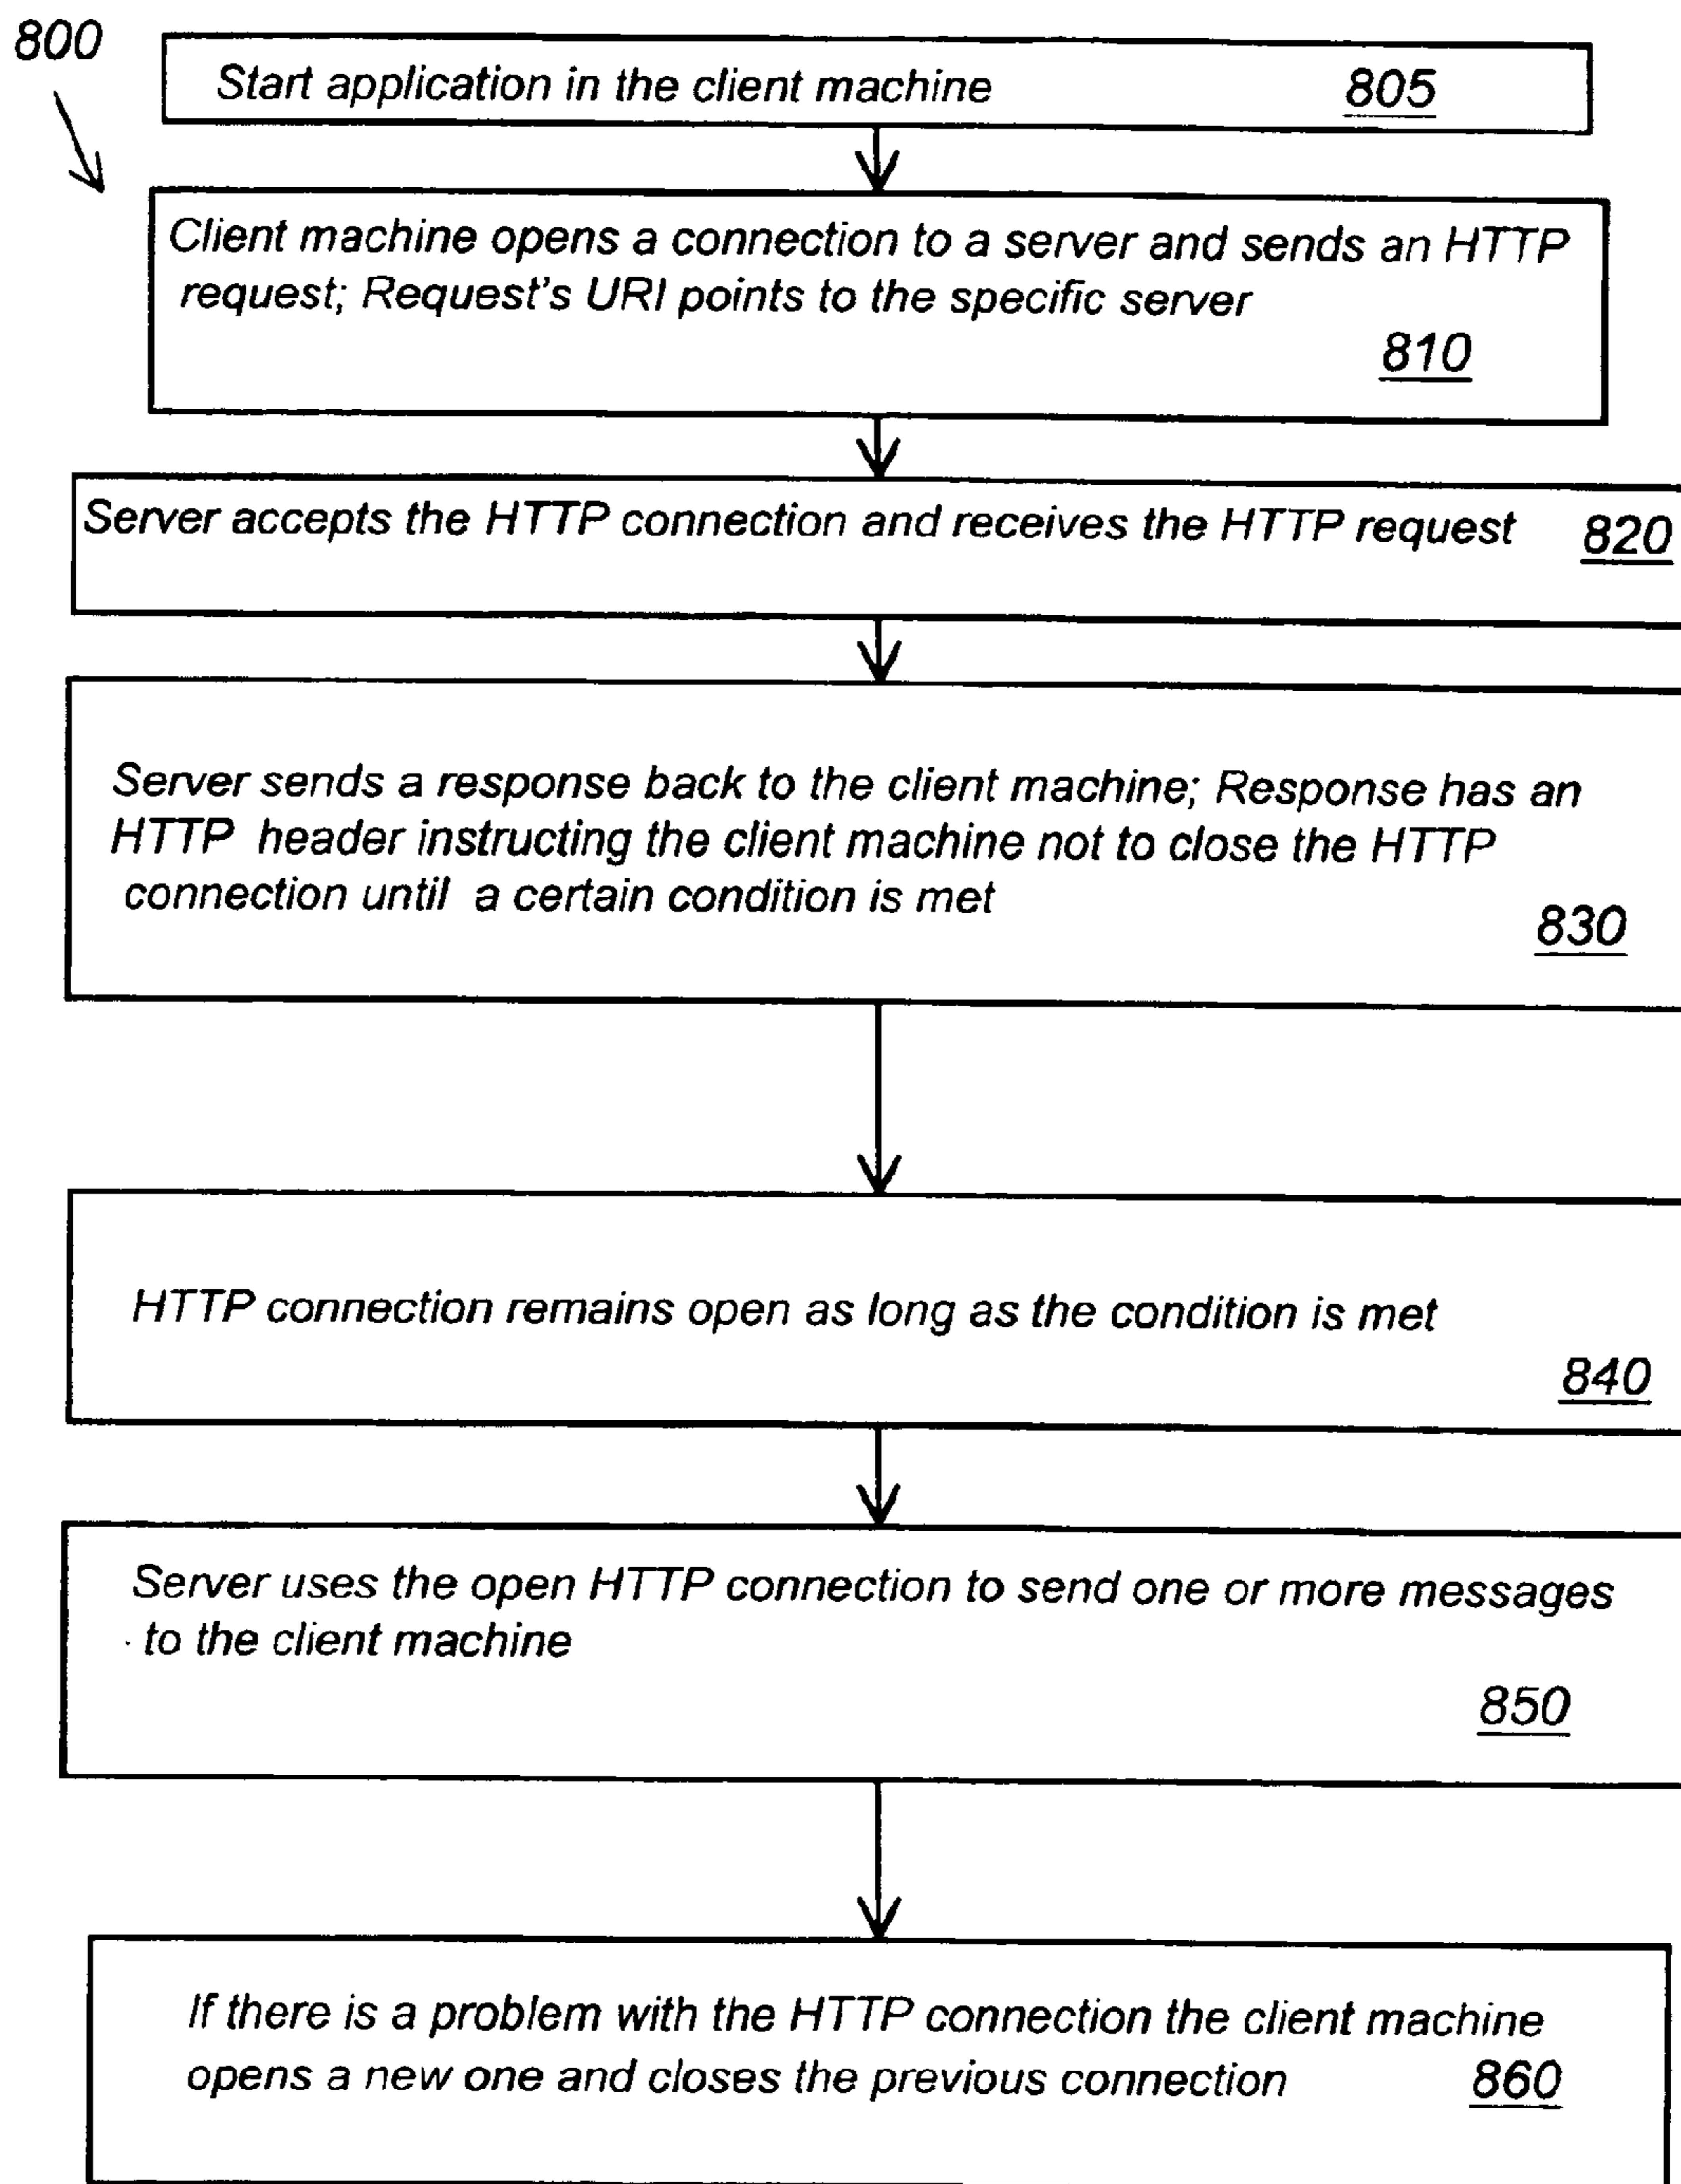 800
Start application in the client machine 805
Client machine opens a connection to a server and sends an HTTP
request; Request's URI points to the specific server
810
Server accepts the HTTP connection and receives the HTTP request 820
Server sends a response back to the client machine; Response has an
HTTP header instructing the client machine not to close the HTTP
connection until a certain condition is met
830
HTTP connection remains open as long as the condition is met
840
Server uses the open HTTP connection to send one or more messages
to the client machine
850
If there is a problem with the HTTP connection the client machine
opens a new one and closes the previous connection 860